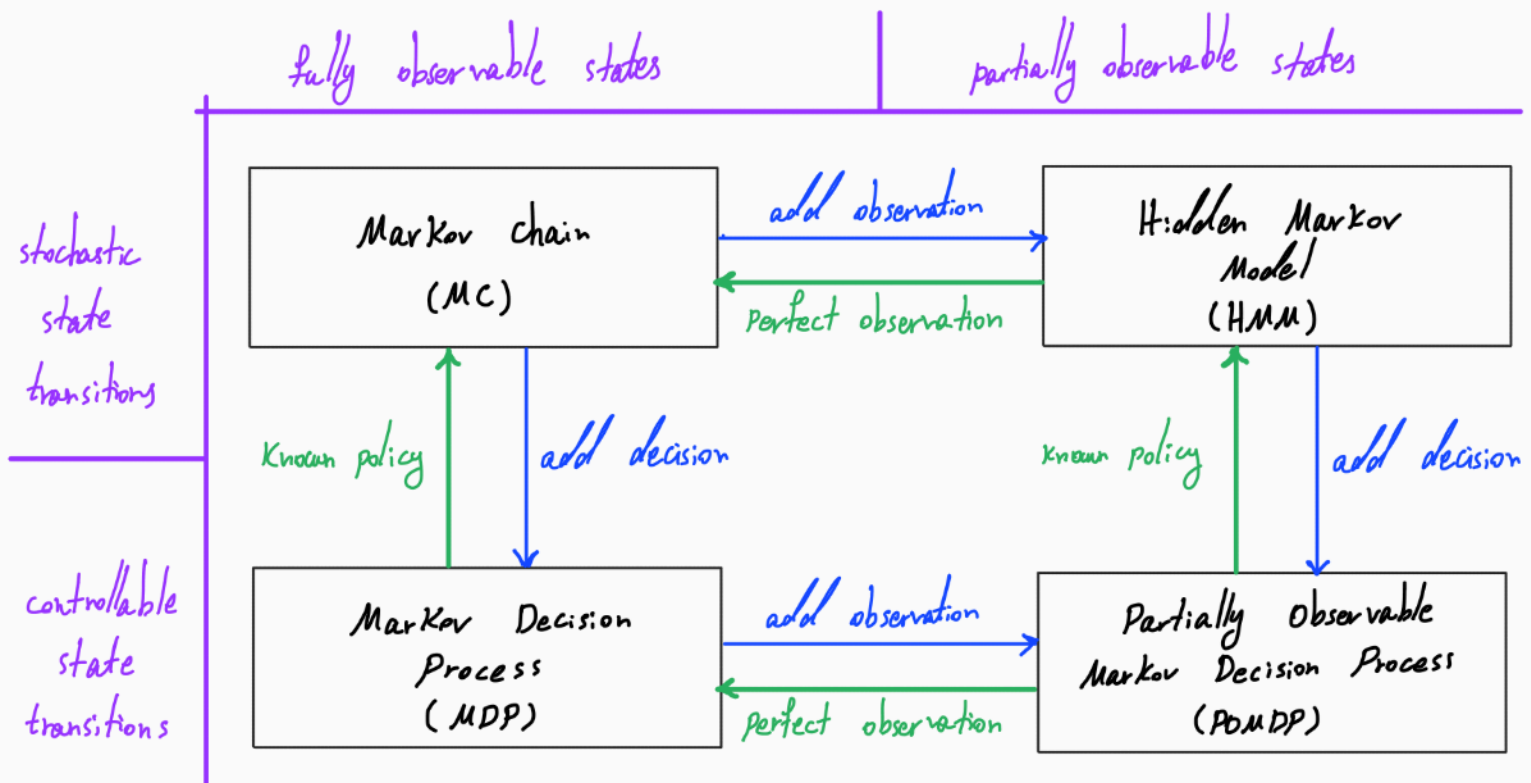 fully observable states
partially observable states
stochastic
state
transitions
Markov Chain
(MC)
add observation
Perfect observation
Hidden Markov
Model
(HMM)
Known policy
add decision
Known policy
add decision
controllable
state
transitions
Markov Decision
Process
(MDP)
add observation
perfect observation
Partially Observable
Markov Decision Process
(POMDP)